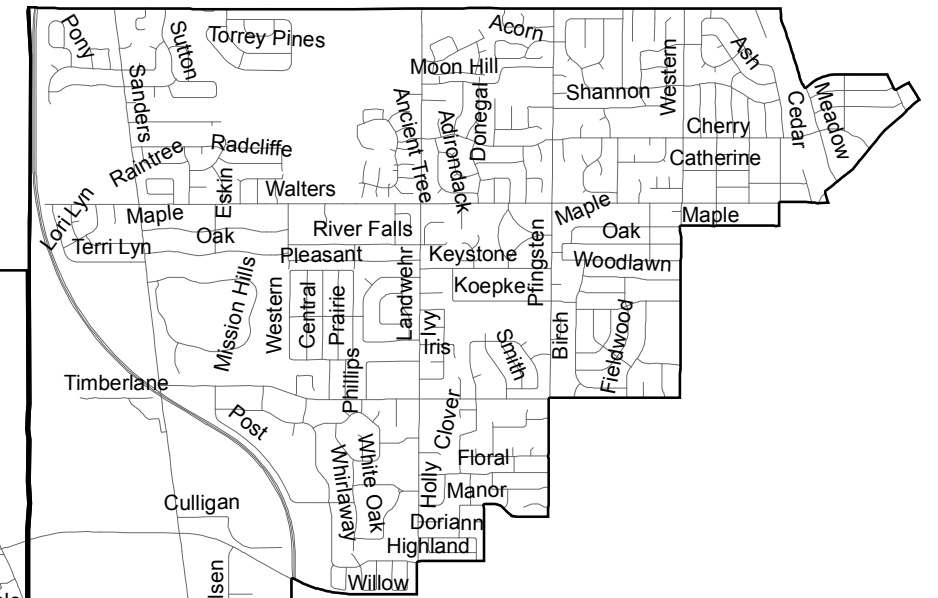 Pony
Sutton
Torrey Pines
Acorn
Ash
Moon Hill
Western
Shannon
Sanders
Ancient Tree
Adirondack
Donegal
Cedar
Meadow
Cherry
Raintree
Radcliffe
Catherine
Eskin
Walters
Lori Lyn
Maple
Maple
Maple
River Falls
Oak
Oak
Terri Lyn
Pleasant
Keystone
Pfingsten
Woodlawn
Mission Hills
Western
Central
Prairie
Landwehr
Koepke
Ivy
Iris
Birch
Smith
Fieldwood
Timberlane
Phillips
Post
Clover
Whirlaway
White Oak
Floral
Holly
Manor
Culligan
Doriann
Highland
Willow
lsen